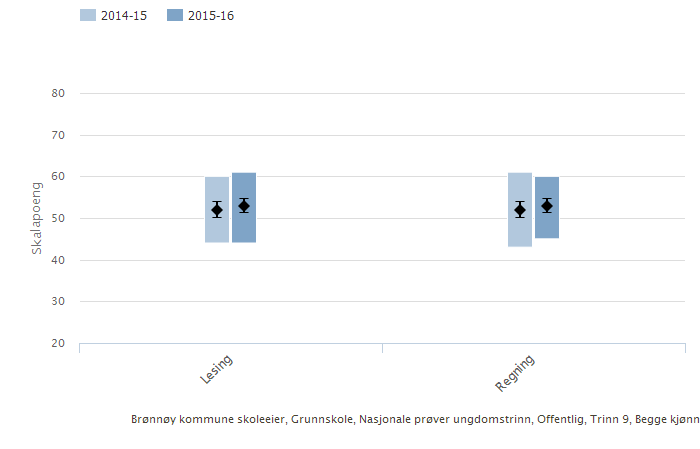 2014-15 2015-16
80
70
60
50
40
30
20
Skalapoeng
Lesing Regning
Brønnøy kommune skoleeier, Grunnskole, Nasjonale prøver ungdomstrinn, Offentlig, Trinn 9, Begge kjønn